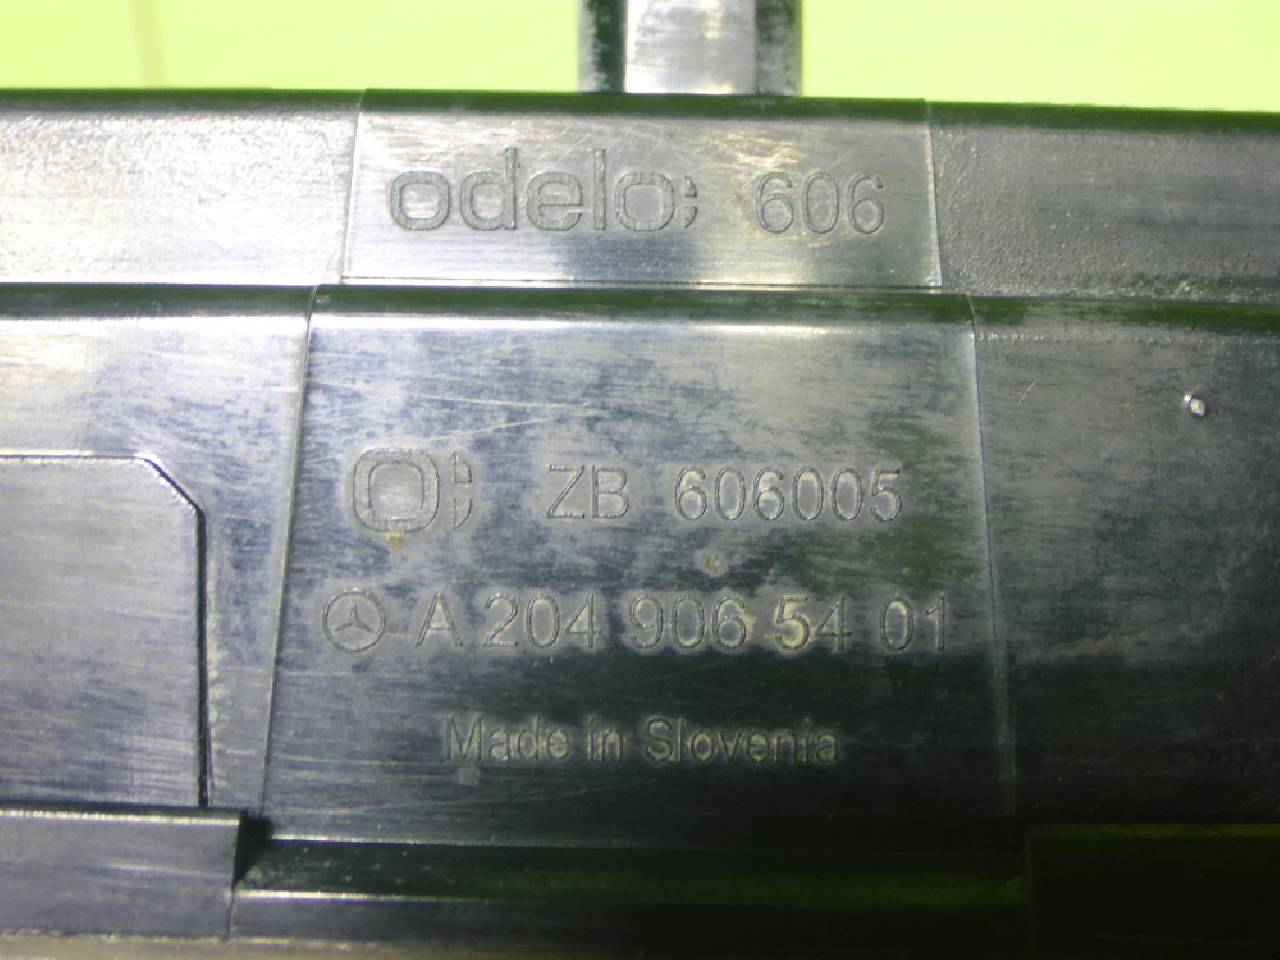 odelo 606
ZB 606005
A 204 906 54 01
Made in Slovenia